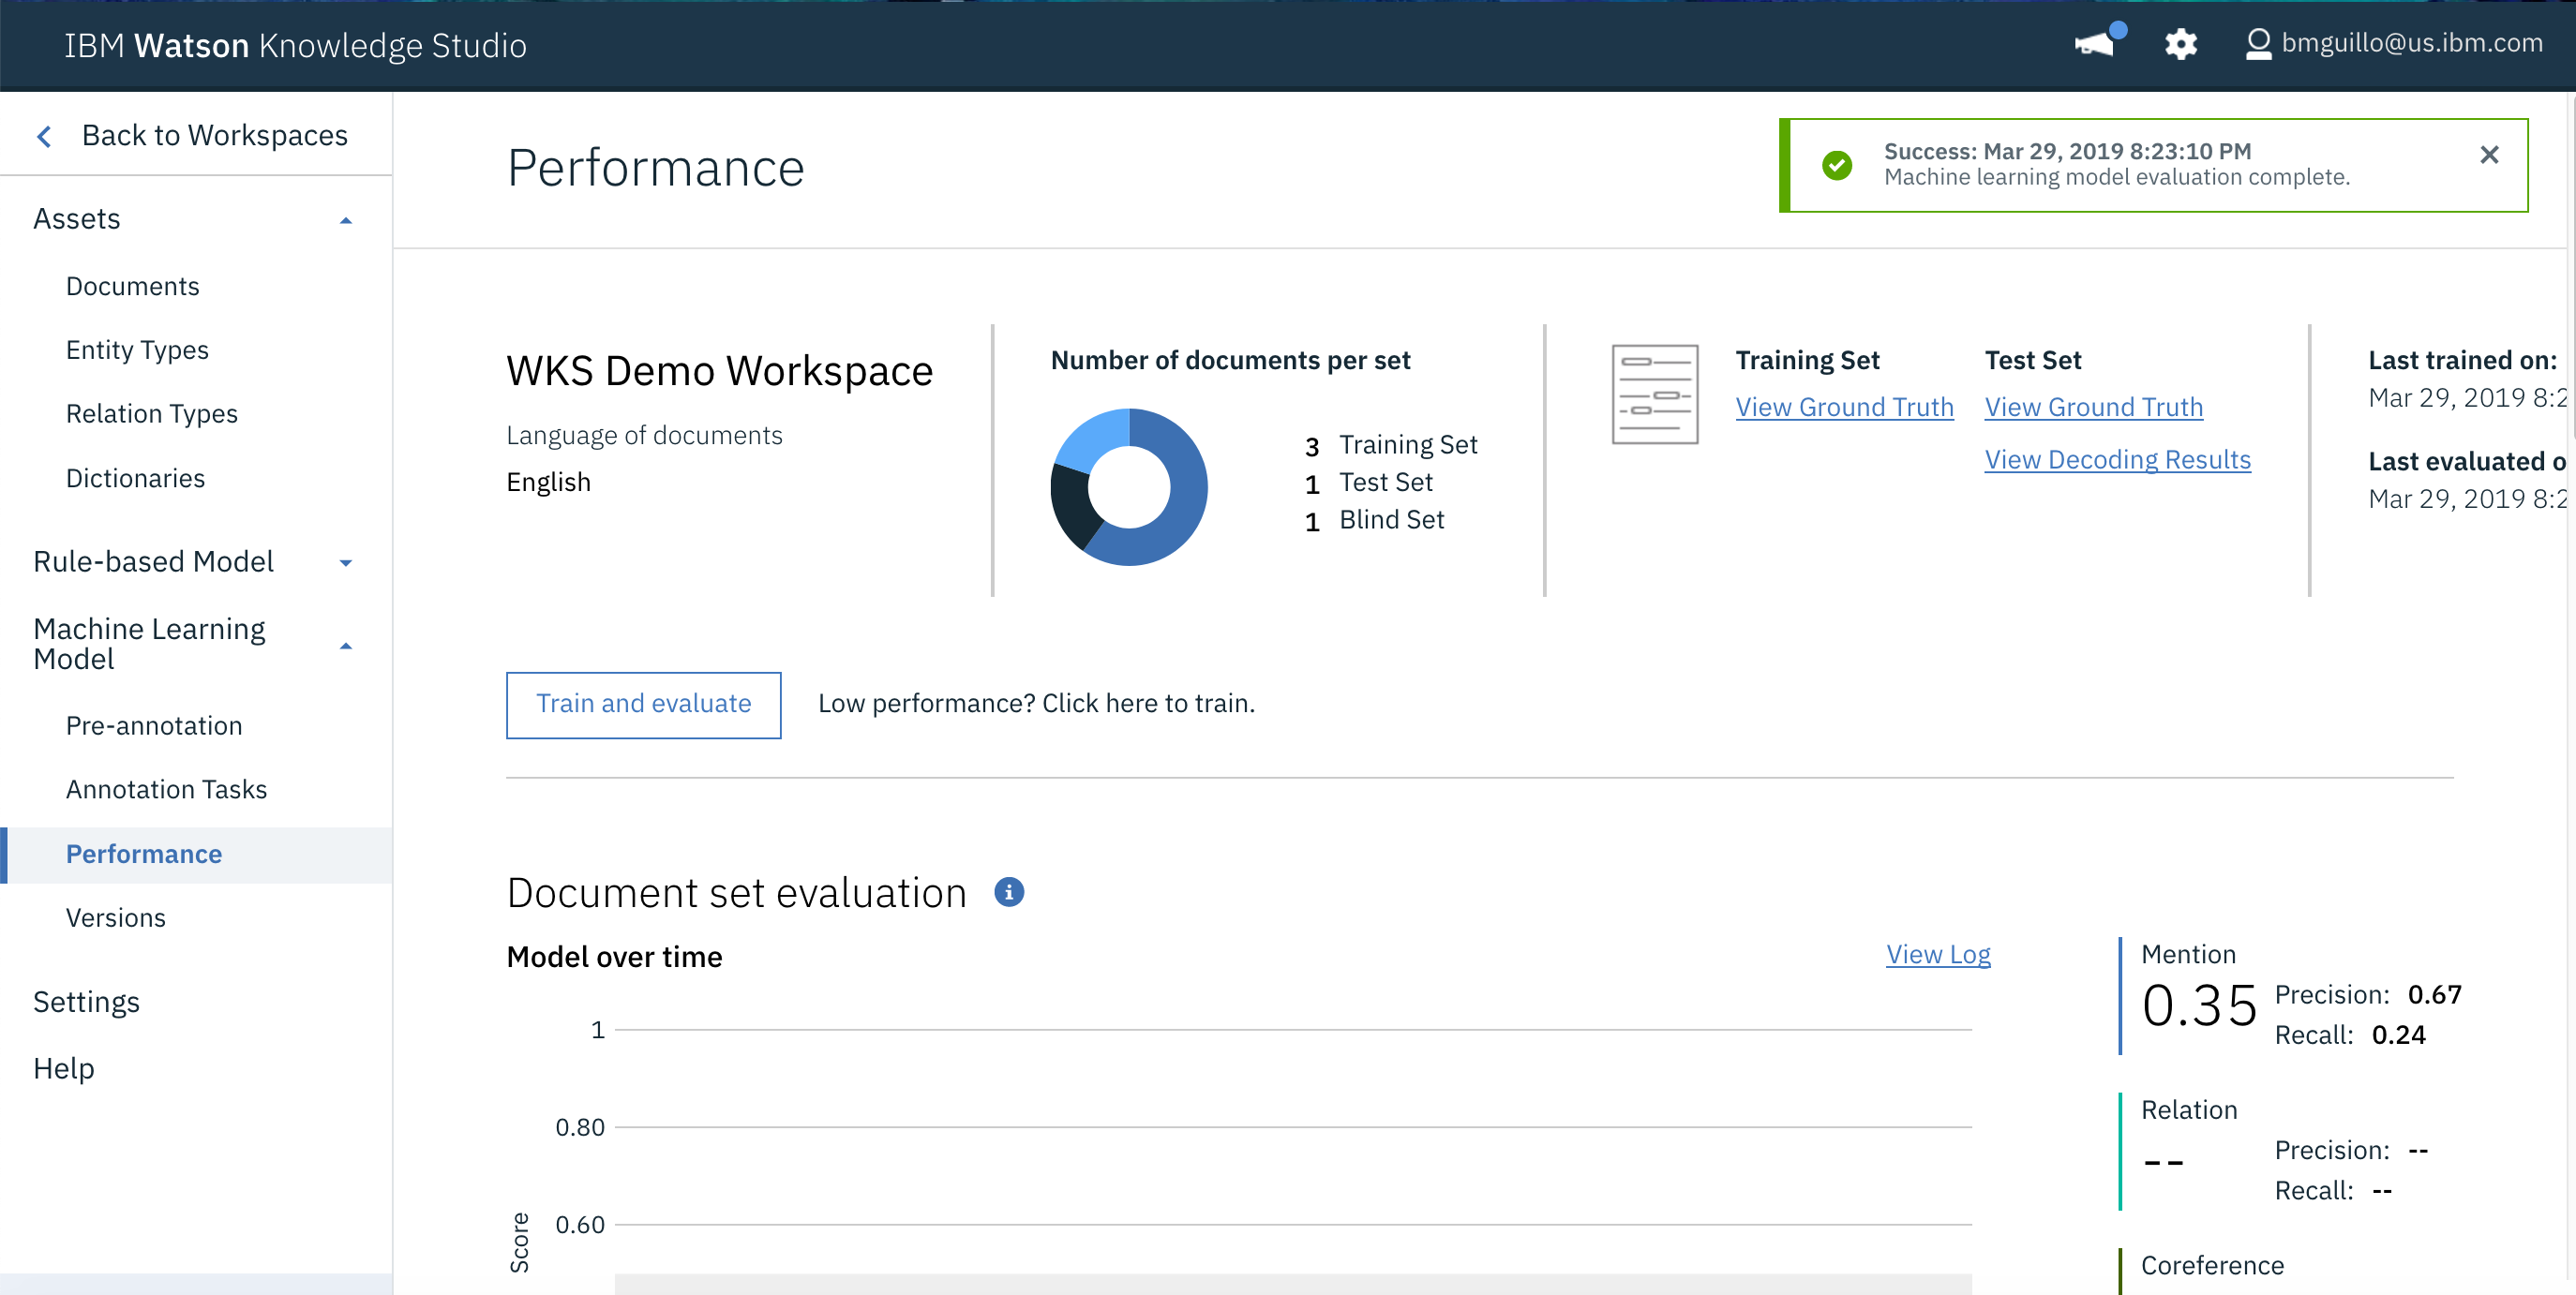 IBM Watson Knowledge Studio
bmguillo@us.ibm.com
Back to Workspaces
Assets
Documents
Entity Types
Relation Types
Dictionaries
Rule-based Model
Machine Learning
Model
Pre-annotation
Annotation Tasks
Performance
Versions
Settings
Help
Performance
Success: Mar 29, 2019 8:23:10 PM
Machine learning model evaluation complete.
WKS Demo Workspace
Language of documents
English
Number of documents per set
3 Training Set
1 Test Set
1 Blind Set
Training Set
View Ground Truth
Test Set
View Ground Truth
View Decoding Results
Last trained on:
Mar 29, 2019 8:2
Last evaluated o
Mar 29, 2019 8:2
Train and evaluate
Low performance? Click here to train.
Document set evaluation
Model over time
View Log
1
0.80
0.60
Score
Mention
0.35
Precision: 0.67
Recall: 0.24
Relation
--
Precision: --
Recall: --
Coreference